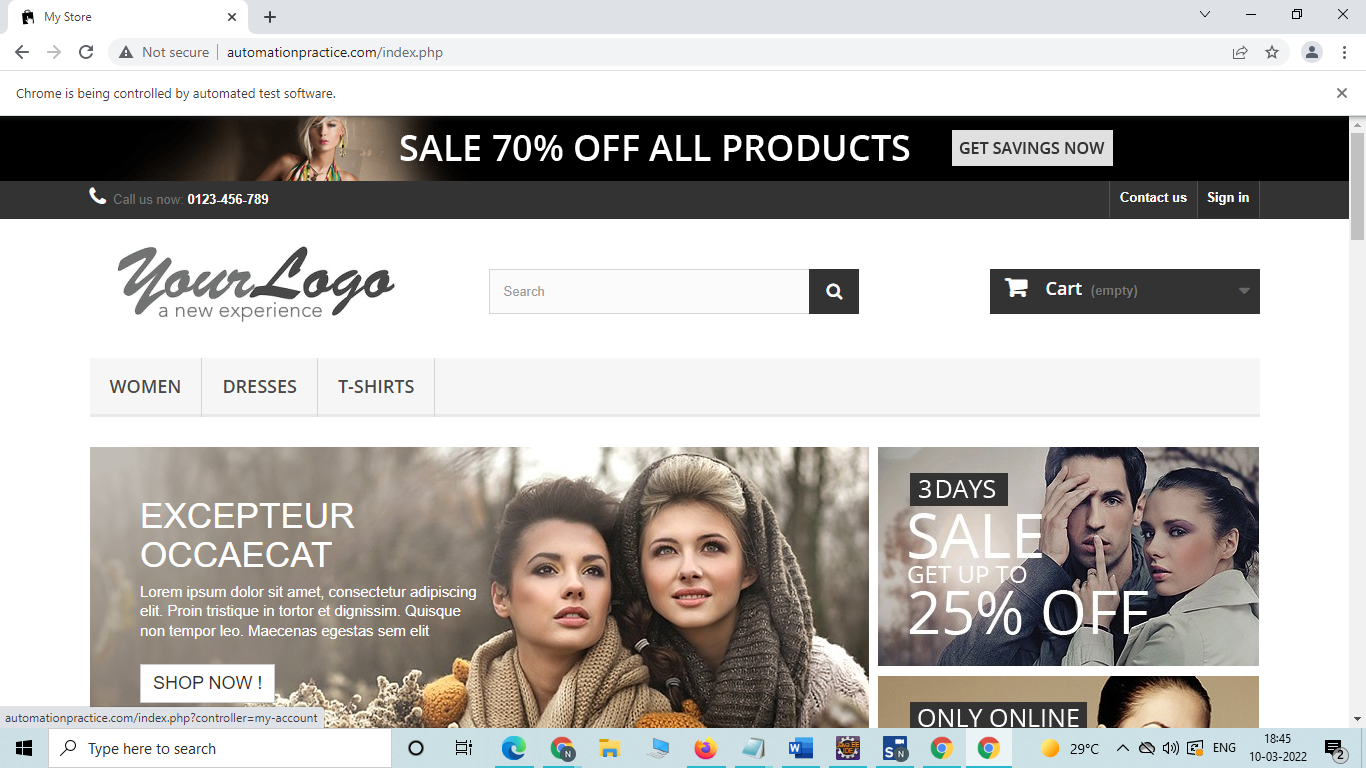 My Store
Not secure
automationpractice.com/index.php
Chrome is being controlled by automated test software.
SALE 70% OFF ALL PRODUCTS
GET SAVINGS NOW
Call us now: 0123-456-789
Contact us
Sign in
YourLogo
a new experience
Search
Cart (empty)
WOMEN
DRESSES
T-SHIRTS
EXCEPTEUR
OCCAECAT
Lorem ipsum dolor sit amet, consectetur adipiscing
elit. Proin tristique in tortor et dignissim. Quisque
non tempor leo. Maecenas egestas sem elit
SHOP NOW !
3 DAYS
SALE
GET UP TO
25% OFF
ONLY ONLINE
automationpractice.com/index.php?controller=my-account
Type here to search
N
W
Java EE
IDE
S N
29°C
ENG
18:45
10-03-2022
2